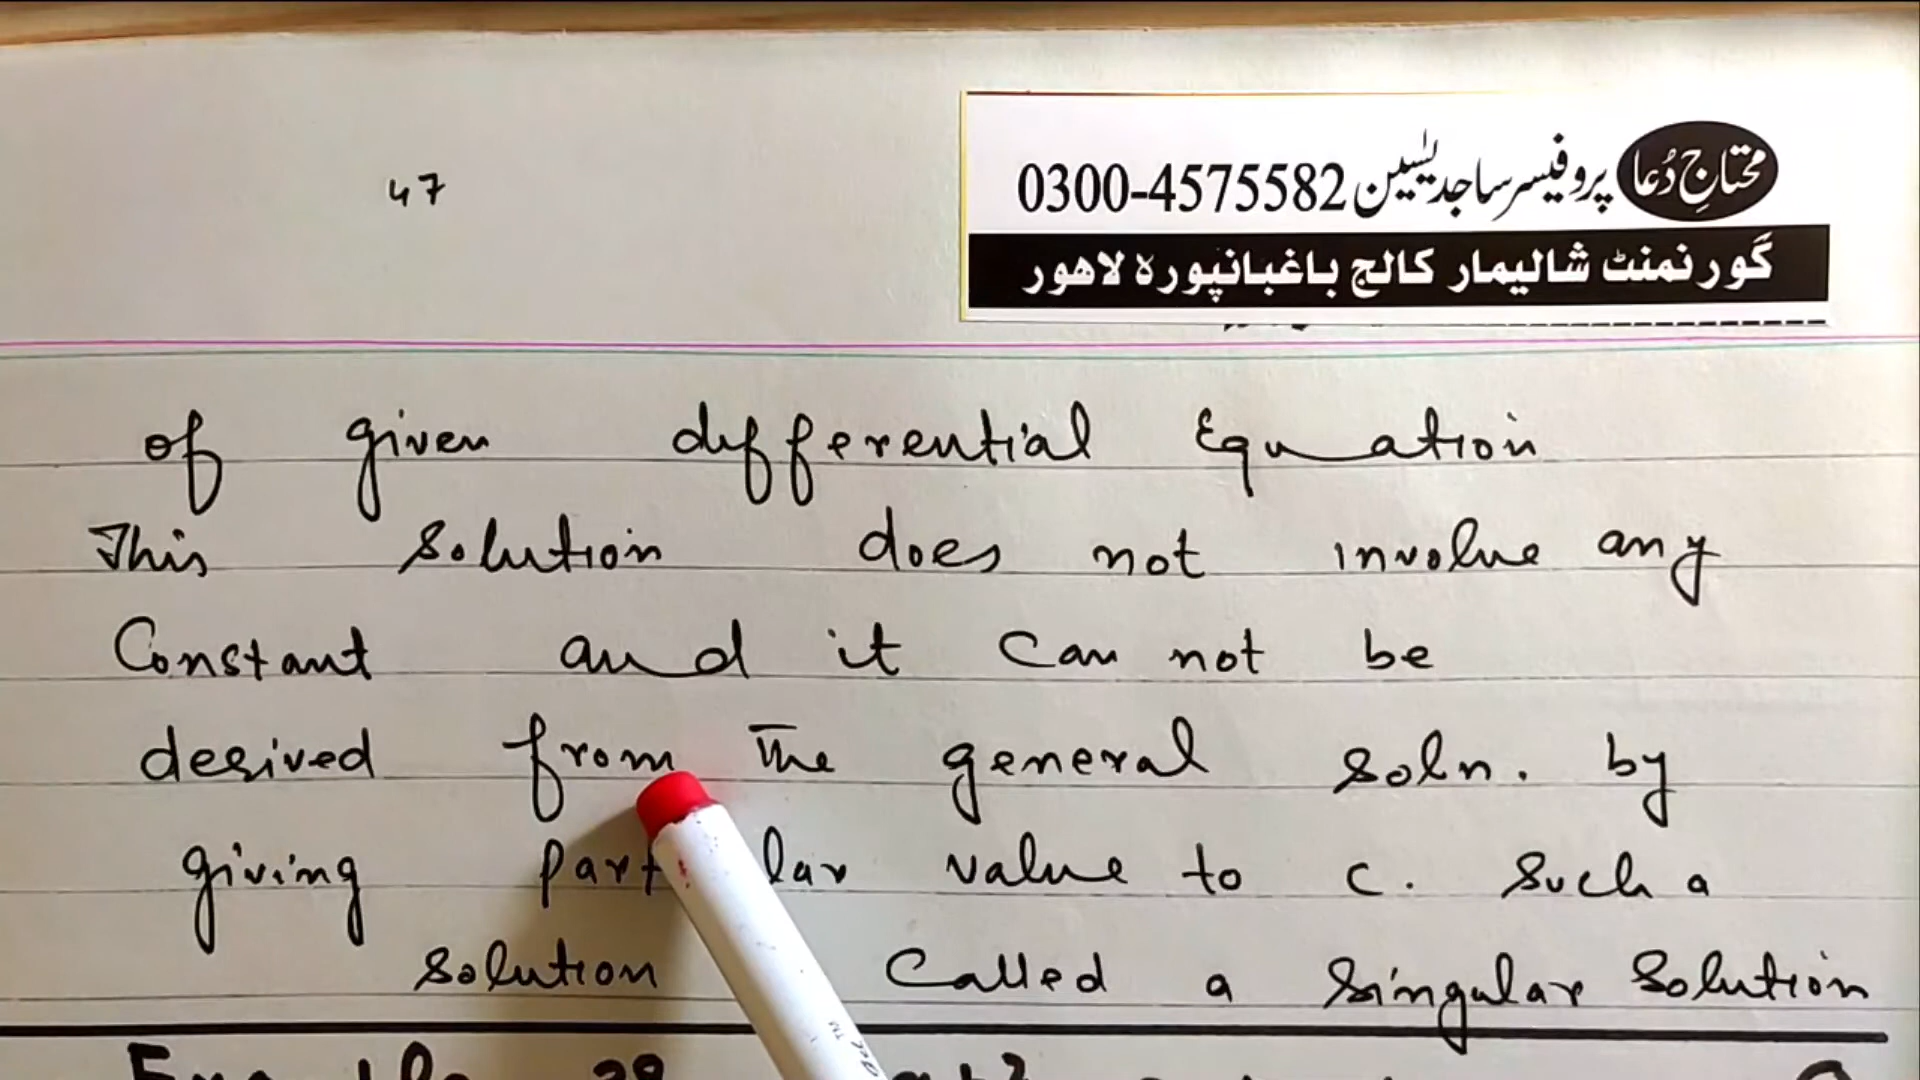 47
محتاجِ دُعا پروفیسر ساجد یٰسین 0300-4575582
گورنمنٹ شالیمار کالج باغبانپورہ لاھور
of given differential Equation
This solution does not involve any
Constant and it can not be
desived from The general soln. by
giving value to c. Such a
solution Called a Singular Solution